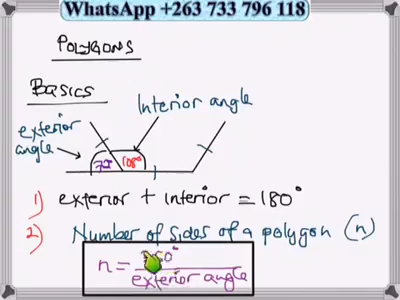 WhatsApp +263 733 796 118
POLYGONS
BASICS
Interior angle
exterior
angle
72° 108°
1) exterior + interior = 180°
2) Number of sides of a polygon (n)
n =
exterior angle